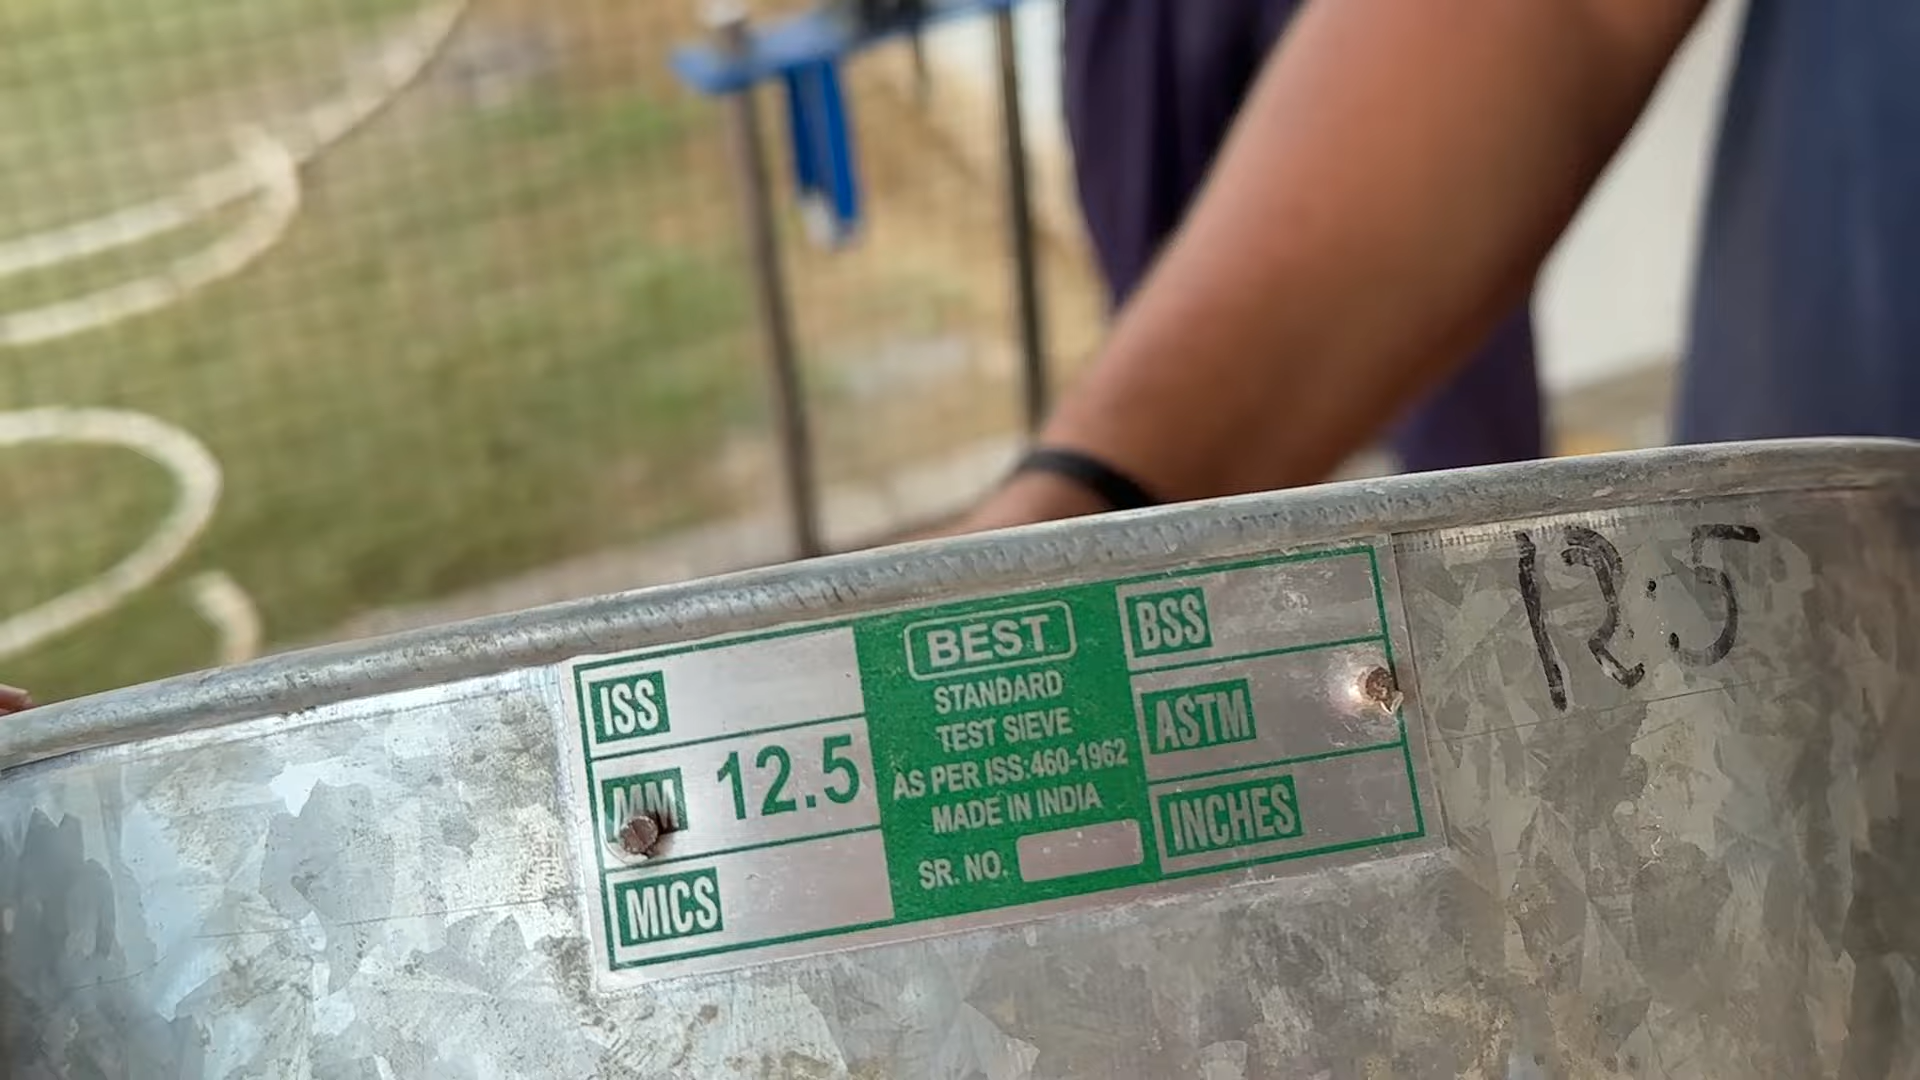 ISS
MM 12.5
MICS
BEST
STANDARD
TEST SIEVE
AS PER ISS:460-1962
MADE IN INDIA
SR. NO.
BSS
ASTM
INCHES
12.5